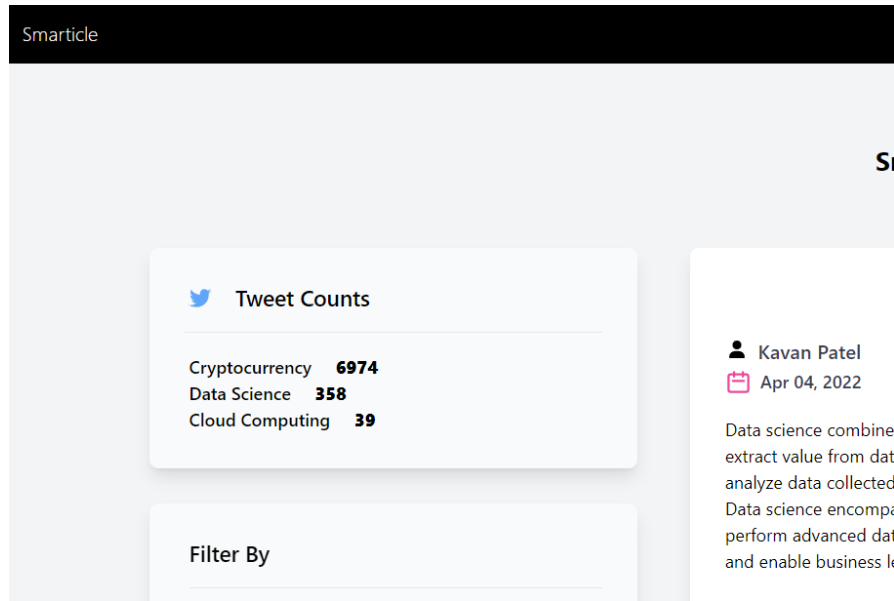 Smarticle
Tweet Counts
Cryptocurrency 6974
Data Science 358
Cloud Computing 39
Filter By
Kavan Patel
Apr 04, 2022
Data science combine
extract value from dat
analyze data collected
Data science encompa
perform advanced dat
and enable business le